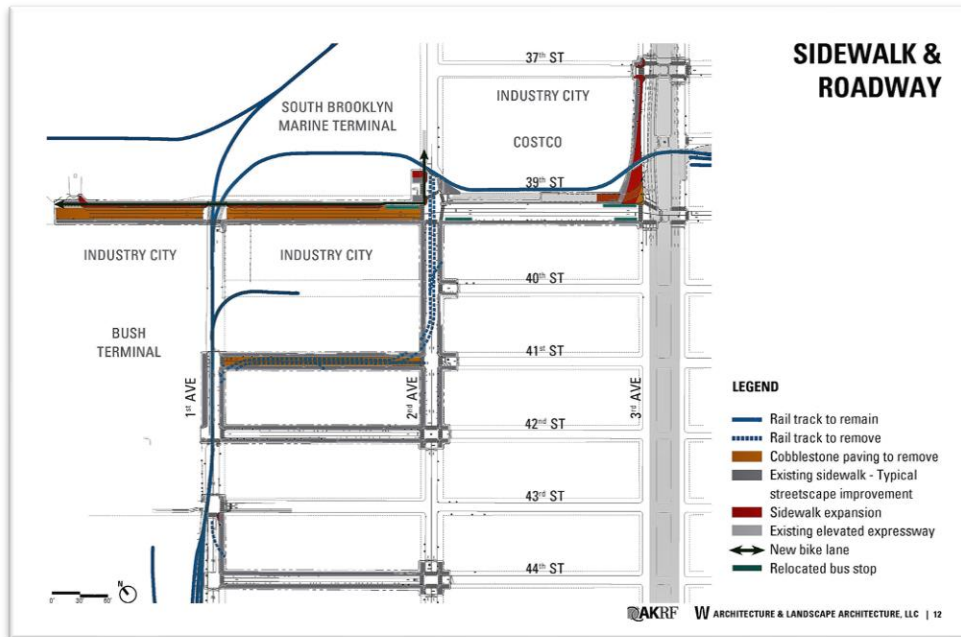 SIDEWALK &
ROADWAY
37th ST
INDUSTRY CITY
SOUTH BROOKLYN
MARINE TERMINAL
COSTCO
39th ST
INDUSTRY CITY
INDUSTRY CITY
40th ST
BUSH
TERMINAL
41st ST
1st AVE
2nd AVE
3rd AVE
42nd ST
43rd ST
44th ST
LEGEND
Rail track to remain
Rail track to remove
Cobblestone paving to remove
Existing sidewalk - Typical
streetscape improvement
Sidewalk expansion
Existing elevated expressway
New bike lane
Relocated bus stop
0' 30' 60'
N
AKRF W ARCHITECTURE & LANDSCAPE ARCHITECTURE, LLC | 12